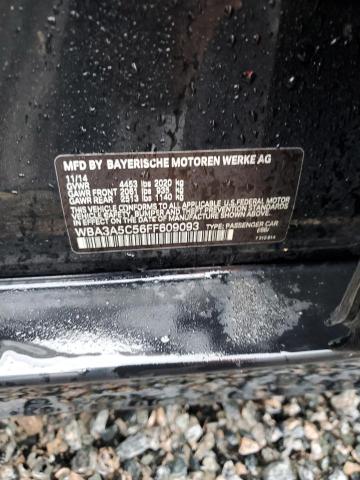 MFD BY BAYERISCHE MOTOREN WERKE AG
11/14
GVWR 4453 lbs 2020 kg
GAWR FRONT 2061 lbs 935 kg
GAWR REAR 2513 lbs 1140 kg
THIS VEHICLE CONFORMS TO ALL APPLICABLE U.S. FEDERAL MOTOR
VEHICLE SAFETY, BUMPER, AND THEFT PREVENTION STANDARDS
IN EFFECT ON THE DATE OF MANUFACTURE SHOWN ABOVE.
WBA3A5C56FF609093 TYPE: PASSENGER CAR